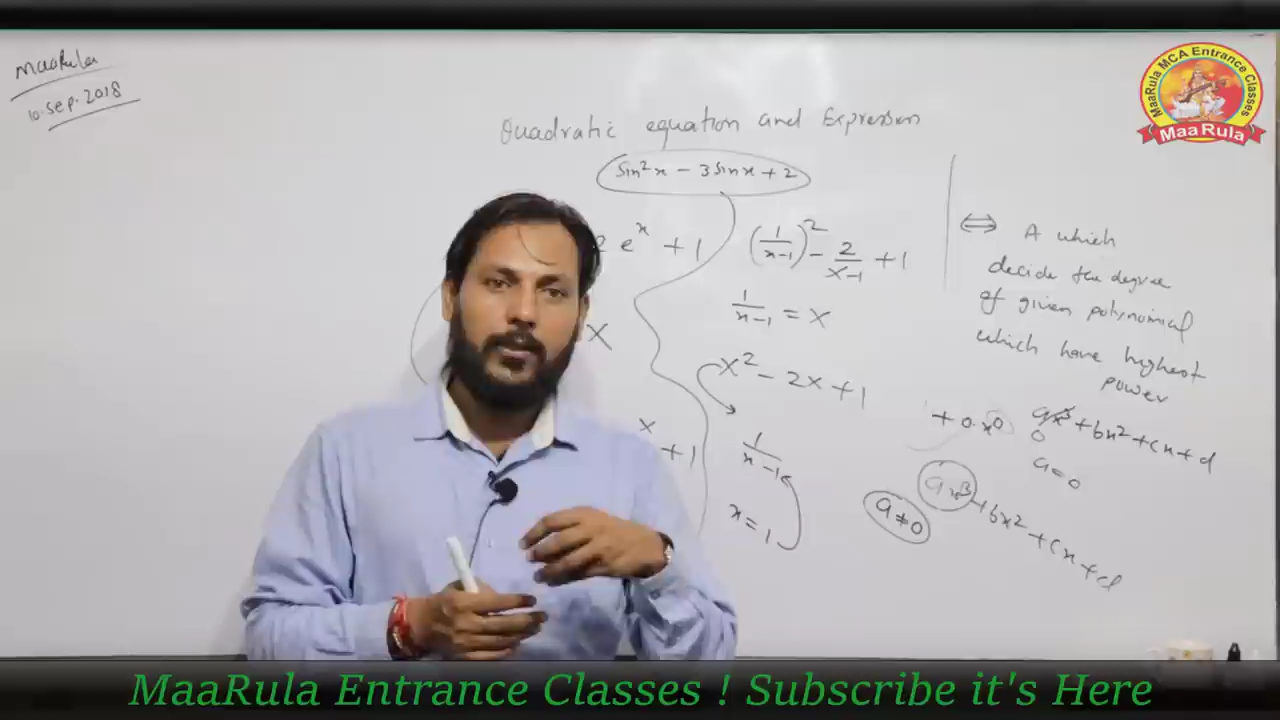 MaaRula
10.Sep.2018
MaaRula MCA Entrance Classes
MaaRula
Quadratic equation and Expression
sin²x - 3sinx + 2
2 e^x + 1
(1/(x-1))² - 2/(x-1) + 1
1/(x-1) = X
X
X² - 2X + 1
x
+ 1
1/(x-1)
x = 1
⇔ A which
decide the degree
of given polynomial
which have highest
power
+ 0.x⁰
ax³ + bx² + cx + d
0
a = 0
ax³ + bx² + cx + d
a ≠ 0
MaaRula Entrance Classes ! Subscribe it's Here